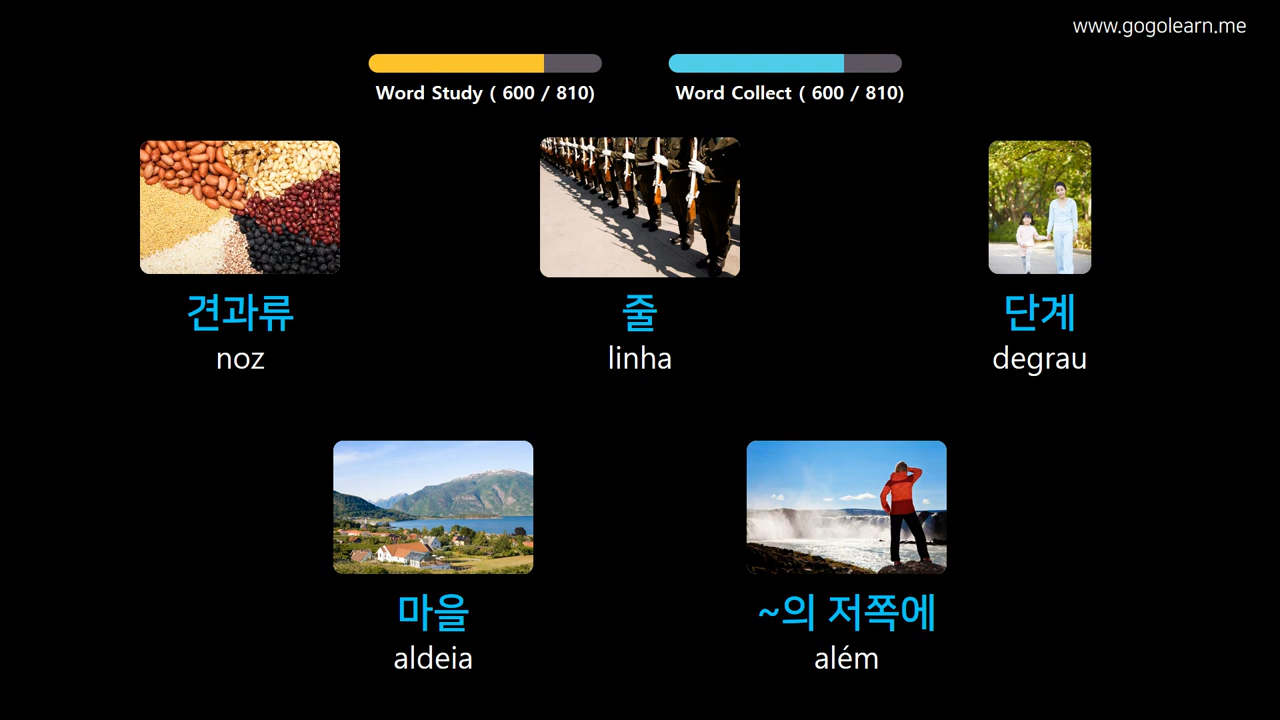 www.gogolearn.me
Word Study ( 600 / 810)
Word Collect ( 600 / 810)
견과류
noz
줄
linha
단계
degrau
마을
aldeia
~의 저쪽에
além